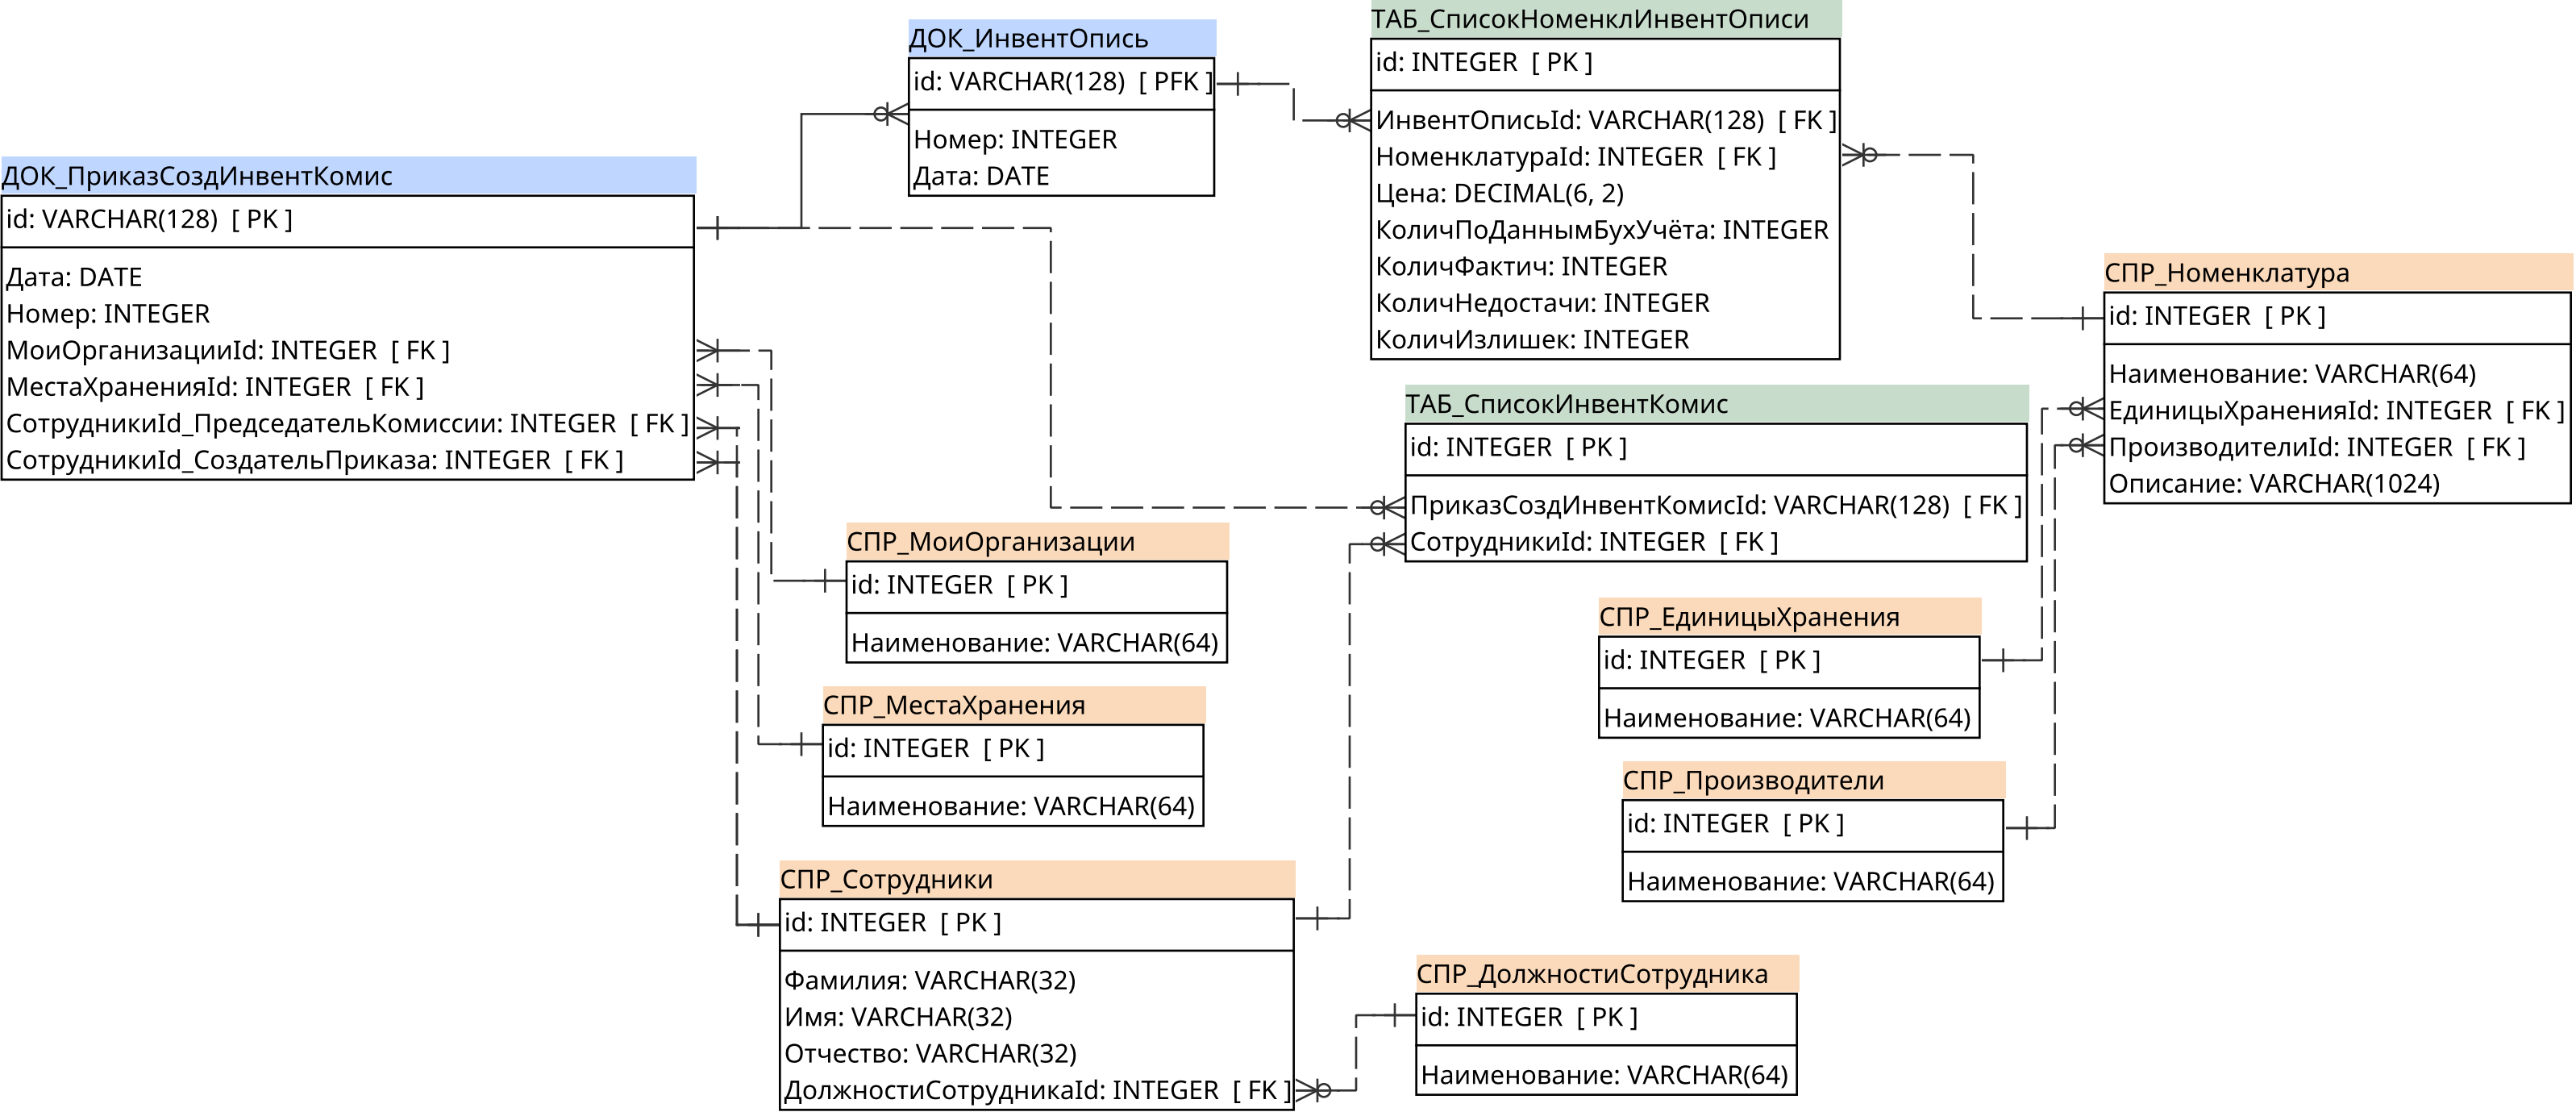 ДОК_ПриказСоздИнвентКомис
id: VARCHAR(128) [ PK ]
Дата: DATE
Номер: INTEGER
МоиОрганизацииId: INTEGER [ FK ]
МестаХраненияId: INTEGER [ FK ]
СотрудникиId_ПредседательКомиссии: INTEGER [ FK ]
СотрудникиId_СоздательПриказа: INTEGER [ FK ]
ДОК_ИнвентОпись
id: VARCHAR(128) [ PFK ]
Номер: INTEGER
Дата: DATE
ТАБ_СписокНоменклИнвентОписи
id: INTEGER [ PK ]
ИнвентОписьId: VARCHAR(128) [ FK ]
НоменклатураId: INTEGER [ FK ]
Цена: DECIMAL(6, 2)
КоличПоДаннымБухУчёта: INTEGER
КоличФактич: INTEGER
КоличНедостачи: INTEGER
КоличИзлишек: INTEGER
СПР_Номенклатура
id: INTEGER [ PK ]
Наименование: VARCHAR(64)
ЕдиницыХраненияId: INTEGER [ FK ]
ПроизводителиId: INTEGER [ FK ]
Описание: VARCHAR(1024)
ТАБ_СписокИнвентКомис
id: INTEGER [ PK ]
ПриказСоздИнвентКомисId: VARCHAR(128) [ FK ]
СотрудникиId: INTEGER [ FK ]
СПР_МоиОрганизации
id: INTEGER [ PK ]
Наименование: VARCHAR(64)
СПР_ЕдиницыХранения
id: INTEGER [ PK ]
Наименование: VARCHAR(64)
СПР_МестаХранения
id: INTEGER [ PK ]
Наименование: VARCHAR(64)
СПР_Производители
id: INTEGER [ PK ]
Наименование: VARCHAR(64)
СПР_Сотрудники
id: INTEGER [ PK ]
Фамилия: VARCHAR(32)
Имя: VARCHAR(32)
Отчество: VARCHAR(32)
ДолжностиСотрудникаId: INTEGER [ FK ]
СПР_ДолжностиСотрудника
id: INTEGER [ PK ]
Наименование: VARCHAR(64)